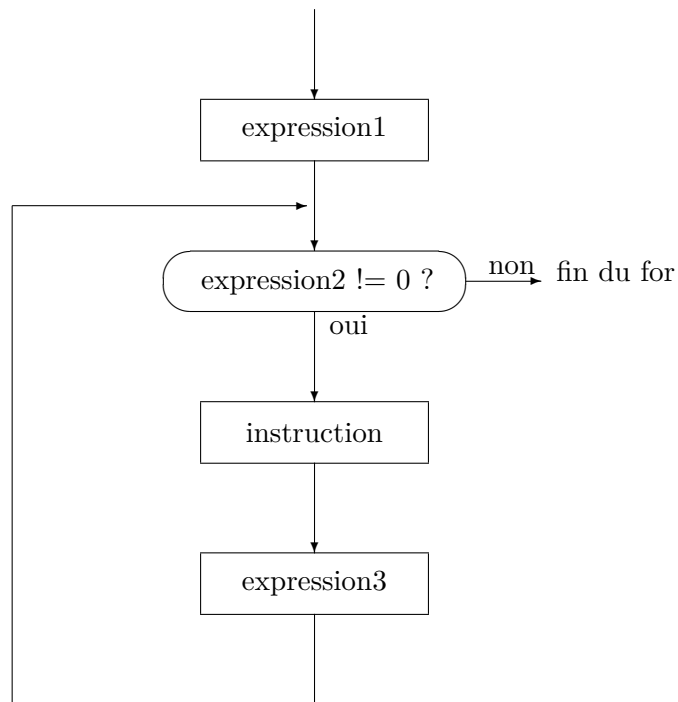 expression1
expression2 != 0 ?
non
fin du for
oui
instruction
expression3